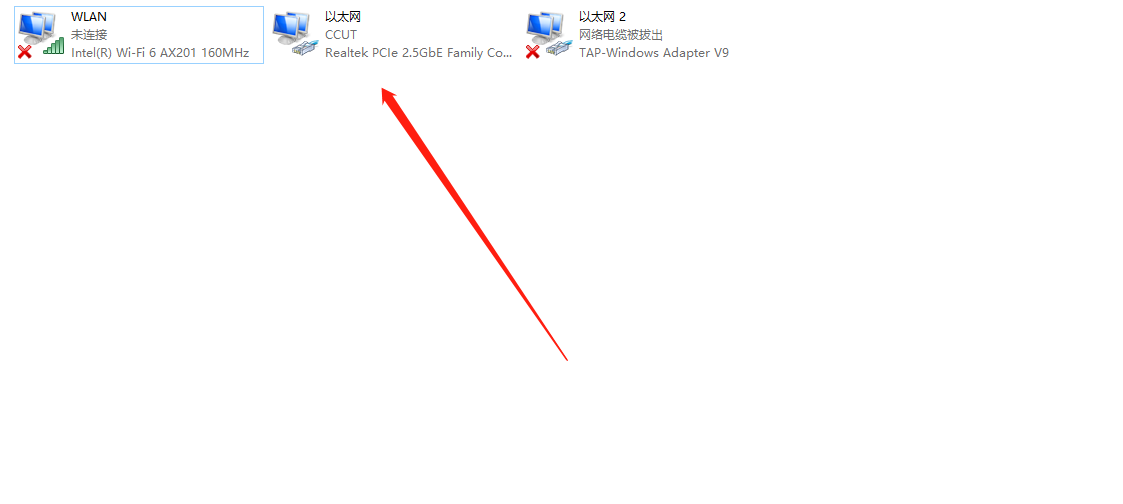 WLAN
未连接
Intel(R) Wi-Fi 6 AX201 160MHz
以太网
CCUT
Realtek PCIe 2.5GbE Family Co...
以太网 2
网络电缆被拔出
TAP-Windows Adapter V9